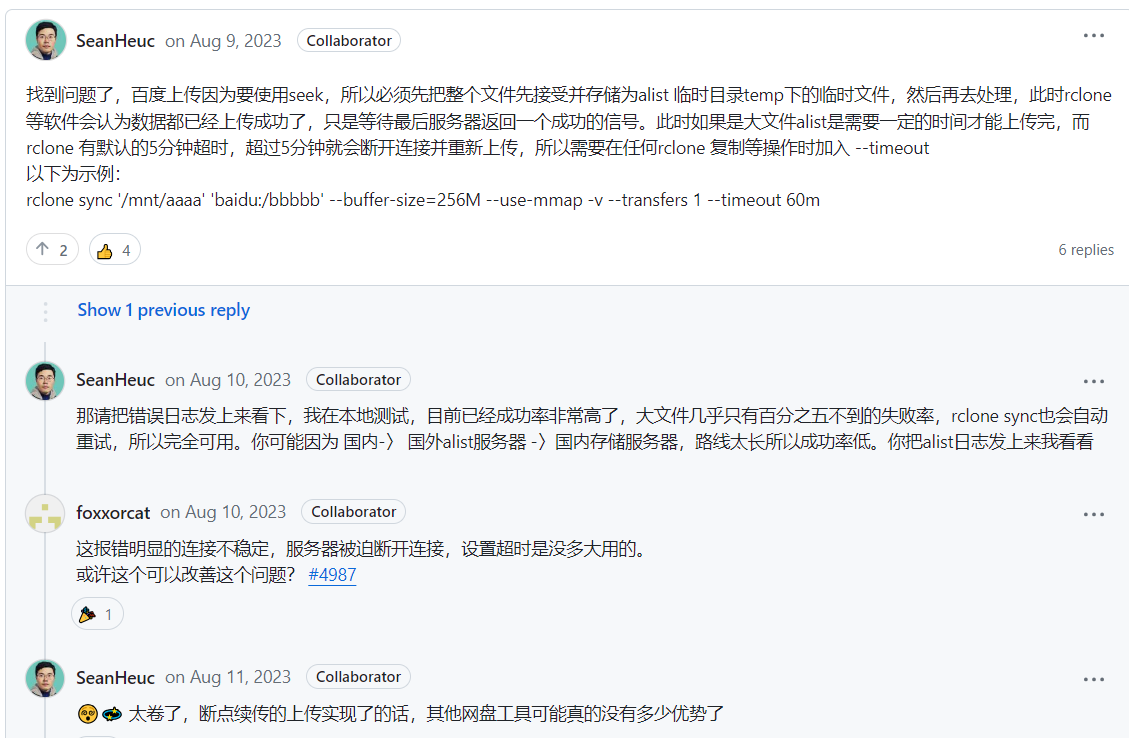 SeanHeuc on Aug 9, 2023 Collaborator
找到问题了，百度上传因为要使用seek，所以必须先把整个文件先接受并存储为alist 临时目录temp下的临时文件，然后再去处理，此时rclone
等软件会认为数据都已经上传成功了，只是等待最后服务器返回一个成功的信号。此时如果是大文件alist是需要一定的时间才能上传完，而
rclone 有默认的5分钟超时，超过5分钟就会断开连接并重新上传，所以需要在任何rclone 复制等操作时加入 --timeout
以下为示例：
rclone sync '/mnt/aaaa' 'baidu:/bbbbb' --buffer-size=256M --use-mmap -v --transfers 1 --timeout 60m
2 4 6 replies
Show 1 previous reply
SeanHeuc on Aug 10, 2023 Collaborator
那请把错误日志发上来看下，我在本地测试，目前已经成功率非常高了，大文件几乎只有百分之五不到的失败率，rclone sync也会自动
重试，所以完全可用。你可能因为 国内-〉 国外alist服务器 -〉国内存储服务器，路线太长所以成功率低。你把alist日志发上来我看看
foxxorcat on Aug 10, 2023 Collaborator
这报错明显的连接不稳定，服务器被迫断开连接，设置超时是没多大用的。
或许这个可以改善这个问题？ #4987
1
SeanHeuc on Aug 11, 2023 Collaborator
太卷了，断点续传的上传实现了的话，其他网盘工具可能真的没有多少优势了